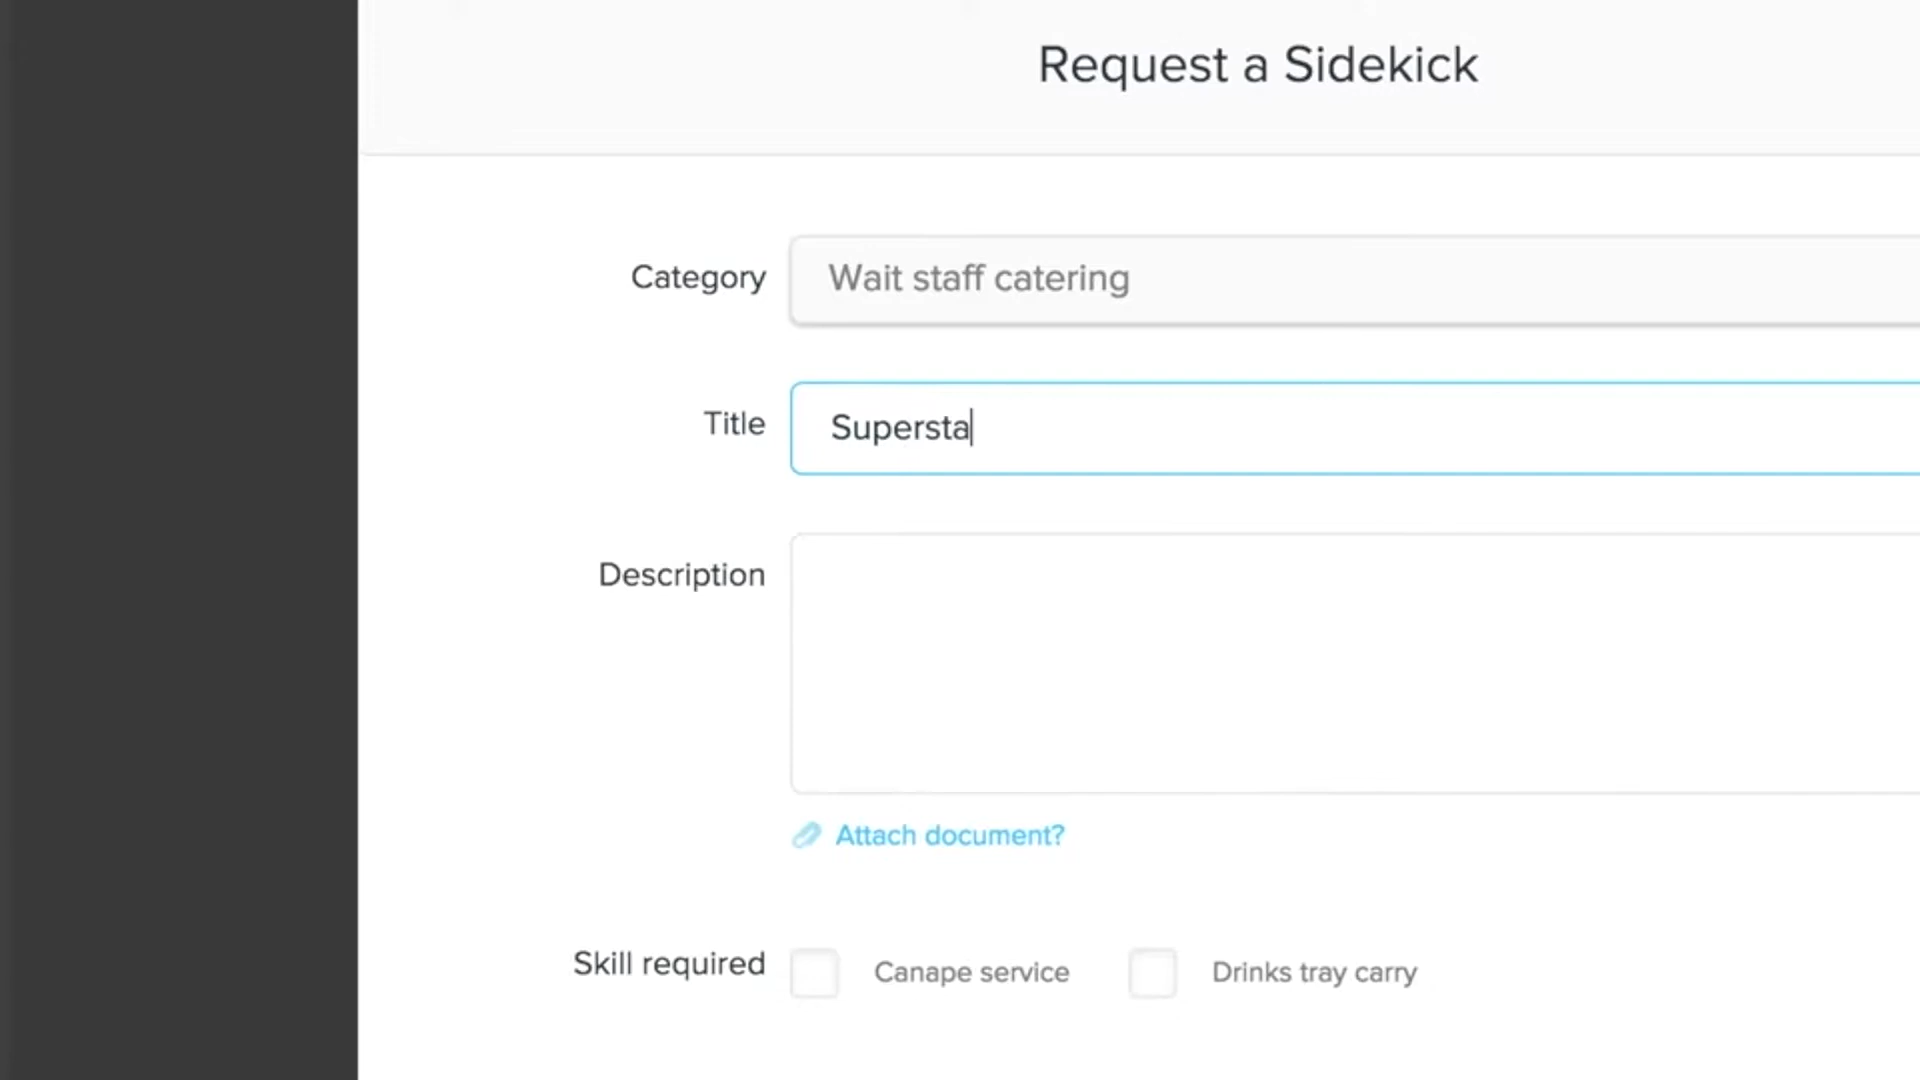 Request a Sidekick
Category
Wait staff catering
Title
Supersta
Description
Attach document?
Skill required
Canape service
Drinks tray carry